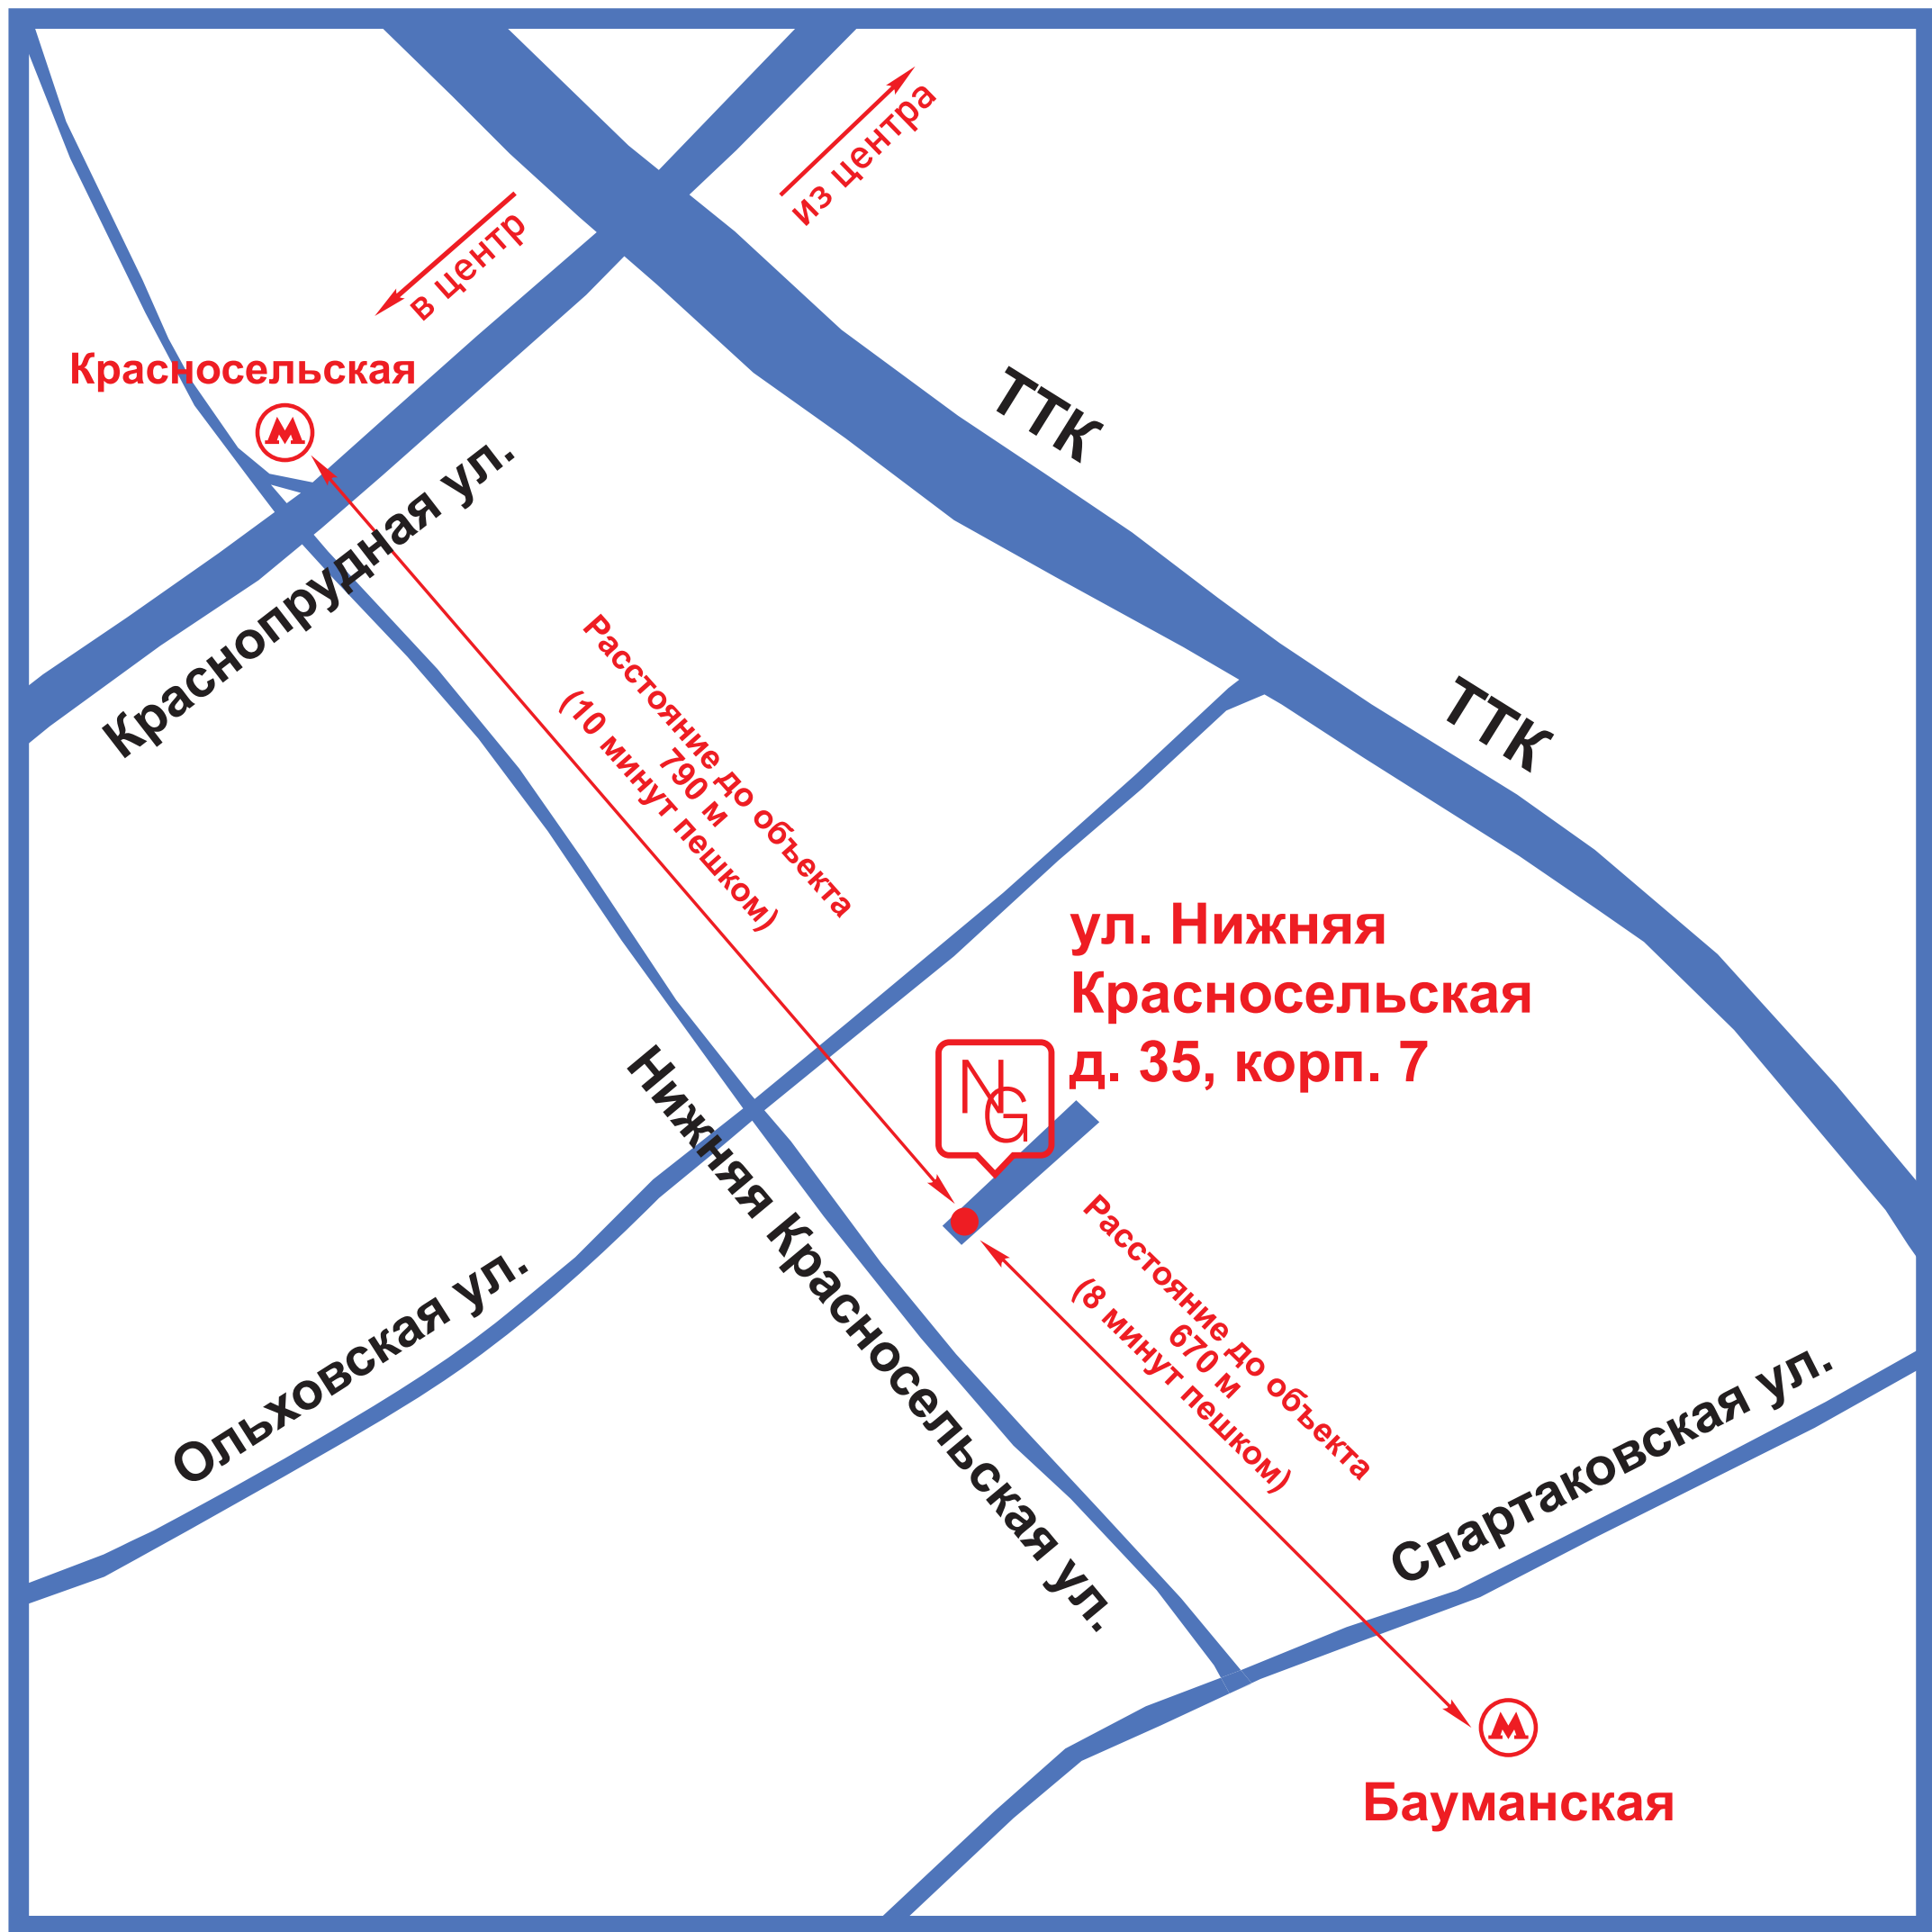 из центра
в центр
Красносельская
М
Краснопрудная ул.
ТТК
ТТК
Расстояние до объекта
790 м
(10 минут пешком)
ул. Нижняя
Красносельская
д. 35, корп. 7
NG
Нижняя Красносельская ул.
Ольховская ул.
Расстояние до объекта
670 м
(8 минут пешком)
Спартаковская ул.
М
Бауманская